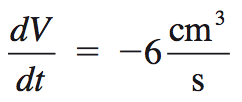 dV/dt = −6 cm³/s